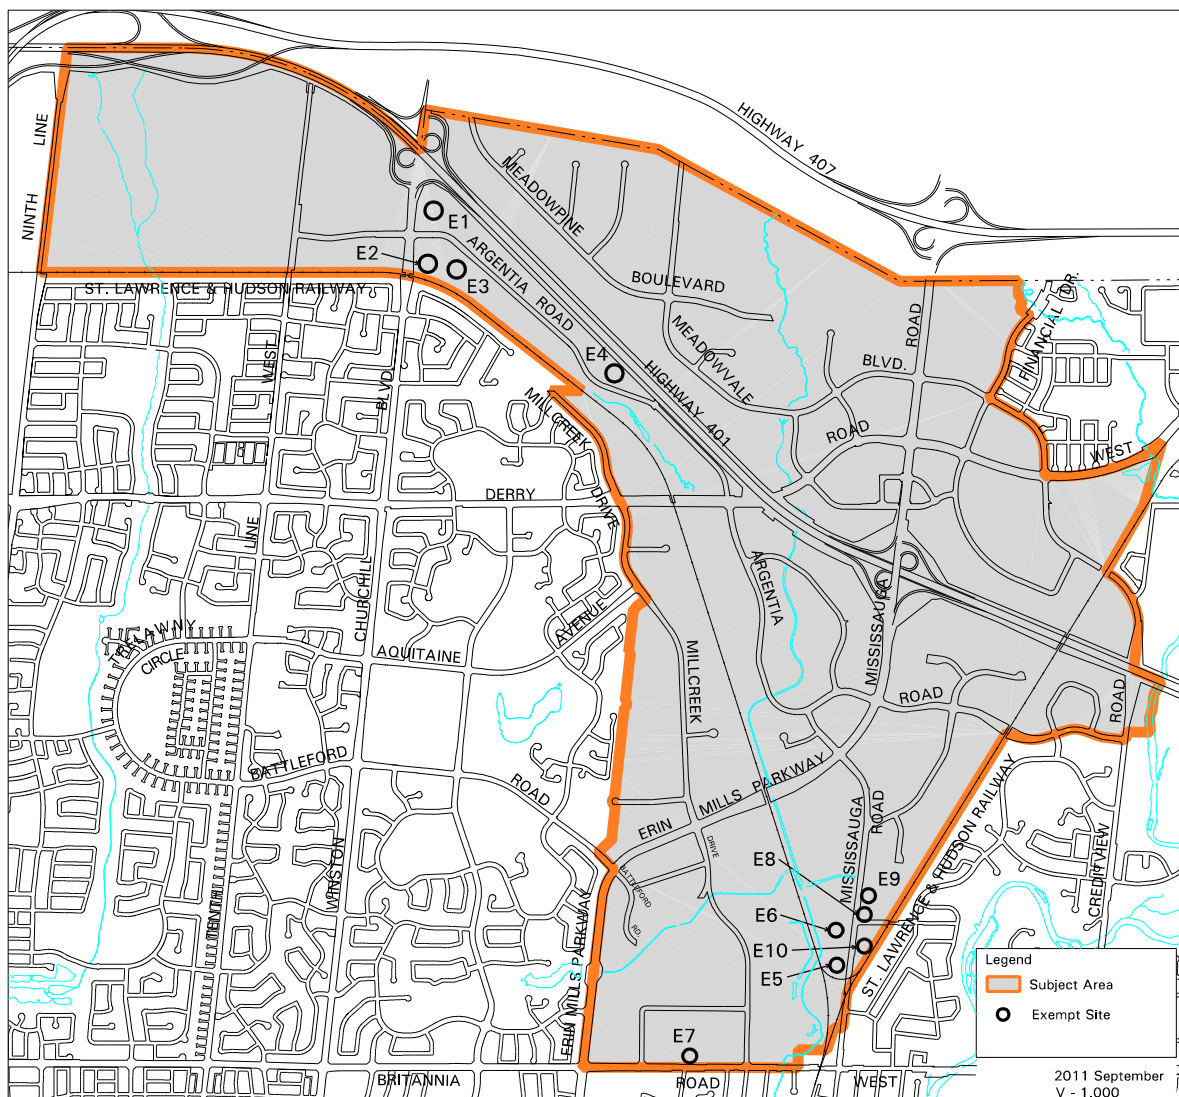 HIGHWAY 407
NINTH LINE
MEADOWPINE
BOULEVARD
E1
E2
E3
ARGENTIA ROAD
ST. LAWRENCE & HUDSON RAILWAY
FINANCIAL DR.
MEADOWVALE
BLVD.
ROAD
E4
HIGHWAY 401
WEST
BLVD.
MILLCREEK
DRIVE
ROAD
WEST
DERRY
LINE
CHURCHILL
ARGENTIA
MISSISSAUGA
TRELAWNY
CIRCLE
AVENUE
AQUITAINE
MILLCREEK
ROAD
ROAD
BATTLEFORD
ROAD
ERIN MILLS PARKWAY
DRIVE
MISSISSAUGA
ROAD
ST. LAWRENCE & HUDSON RAILWAY
CREDITVIEW
WINSTON
TENTH
BATTLEFORD
RD.
E8
E9
E6
E10
E5
ERIN MILLS PARKWAY
E7
BRITANNIA
ROAD
WEST
Legend
Subject Area
Exempt Site
2011 September
V - 1.000